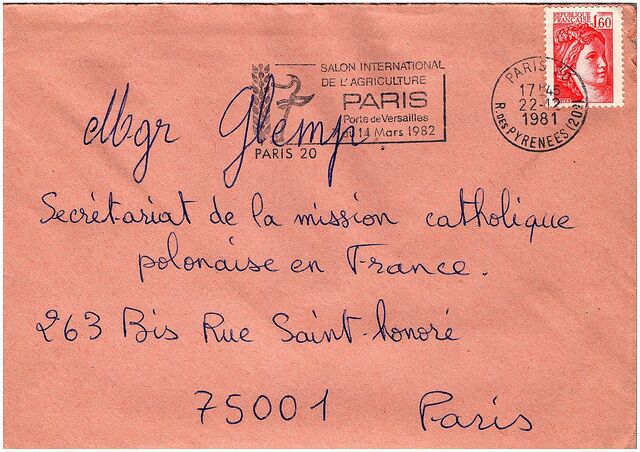 REPUBLIQUE FRANÇAISE
1,60
SALON INTERNATIONAL
DE L'AGRICULTURE
PARIS
Porte de Versailles
14 Mars 1982
PARIS 20
PARIS
17H45
22-12
1981
R. DES PYRENEES (20E)
Mgr Glemp.
Secrétariat de la mission catholique
polonaise en France.
263 Bis Rue Saint-honoré
75001 Paris